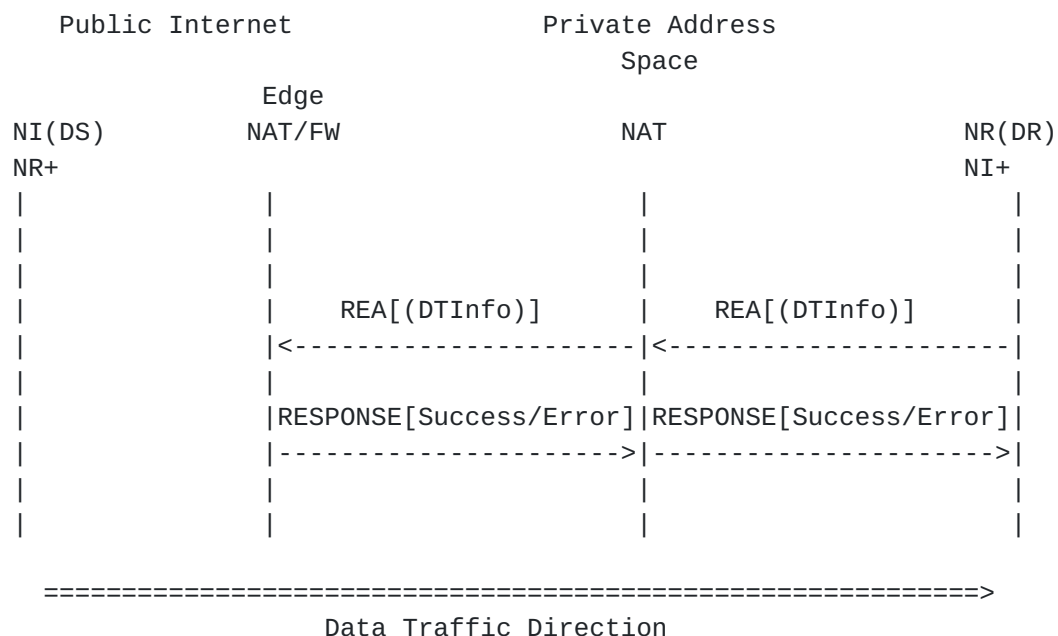 Public Internet Private Address
Space
Edge
NI(DS) NAT/FW NAT NR(DR)
NR+ NI+
REA[(DTInfo)] REA[(DTInfo)]
RESPONSE[Success/Error] RESPONSE[Success/Error]
Data Traffic Direction